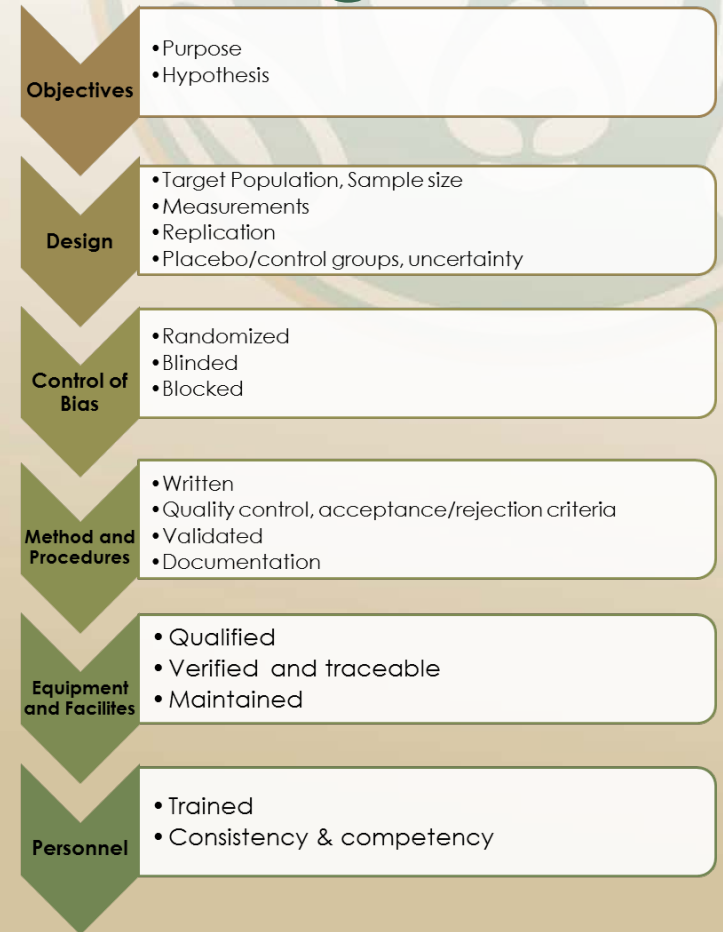 Objectives
•Purpose
•Hypothesis
Design
•Target Population, Sample size
•Measurements
•Replication
•Placebo/control groups, uncertainty
Control of
Bias
•Randomized
•Blinded
•Blocked
Method and
Procedures
•Written
•Quality control, acceptance/rejection criteria
•Validated
•Documentation
Equipment
and Facilites
• Qualified
• Verified and traceable
• Maintained
Personnel
• Trained
• Consistency & competency